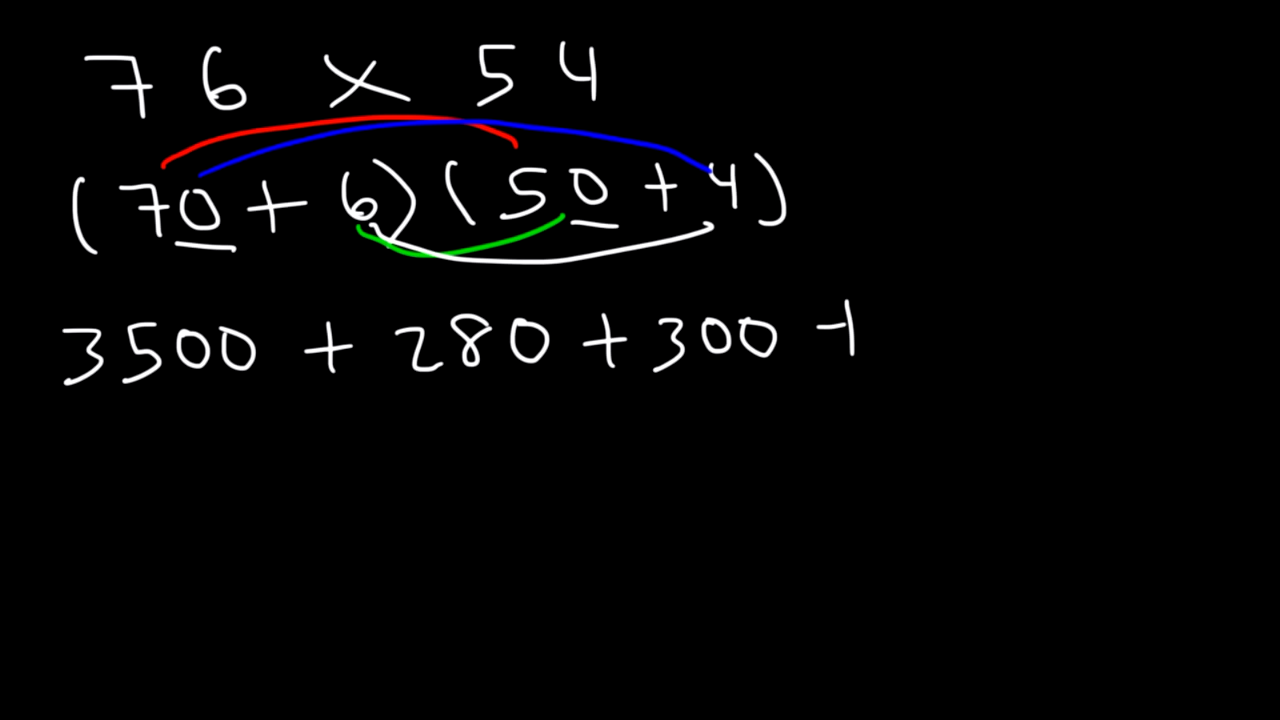 76 × 54
(70 + 6)(50 + 4)
3500 + 280 + 300 +